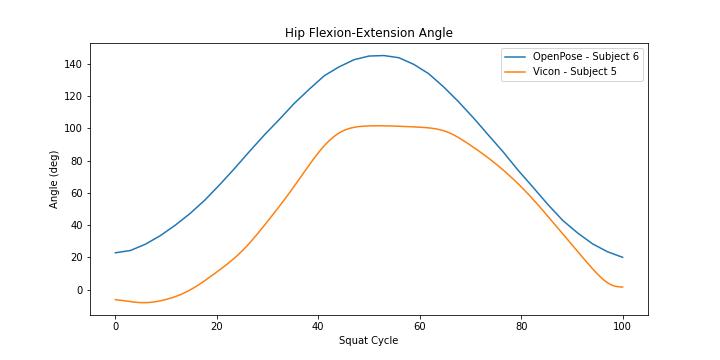 Hip Flexion-Extension Angle
OpenPose - Subject 6
Vicon - Subject 5
Angle (deg)
140
120
100
80
60
40
20
0
0 20 40 60 80 100
Squat Cycle